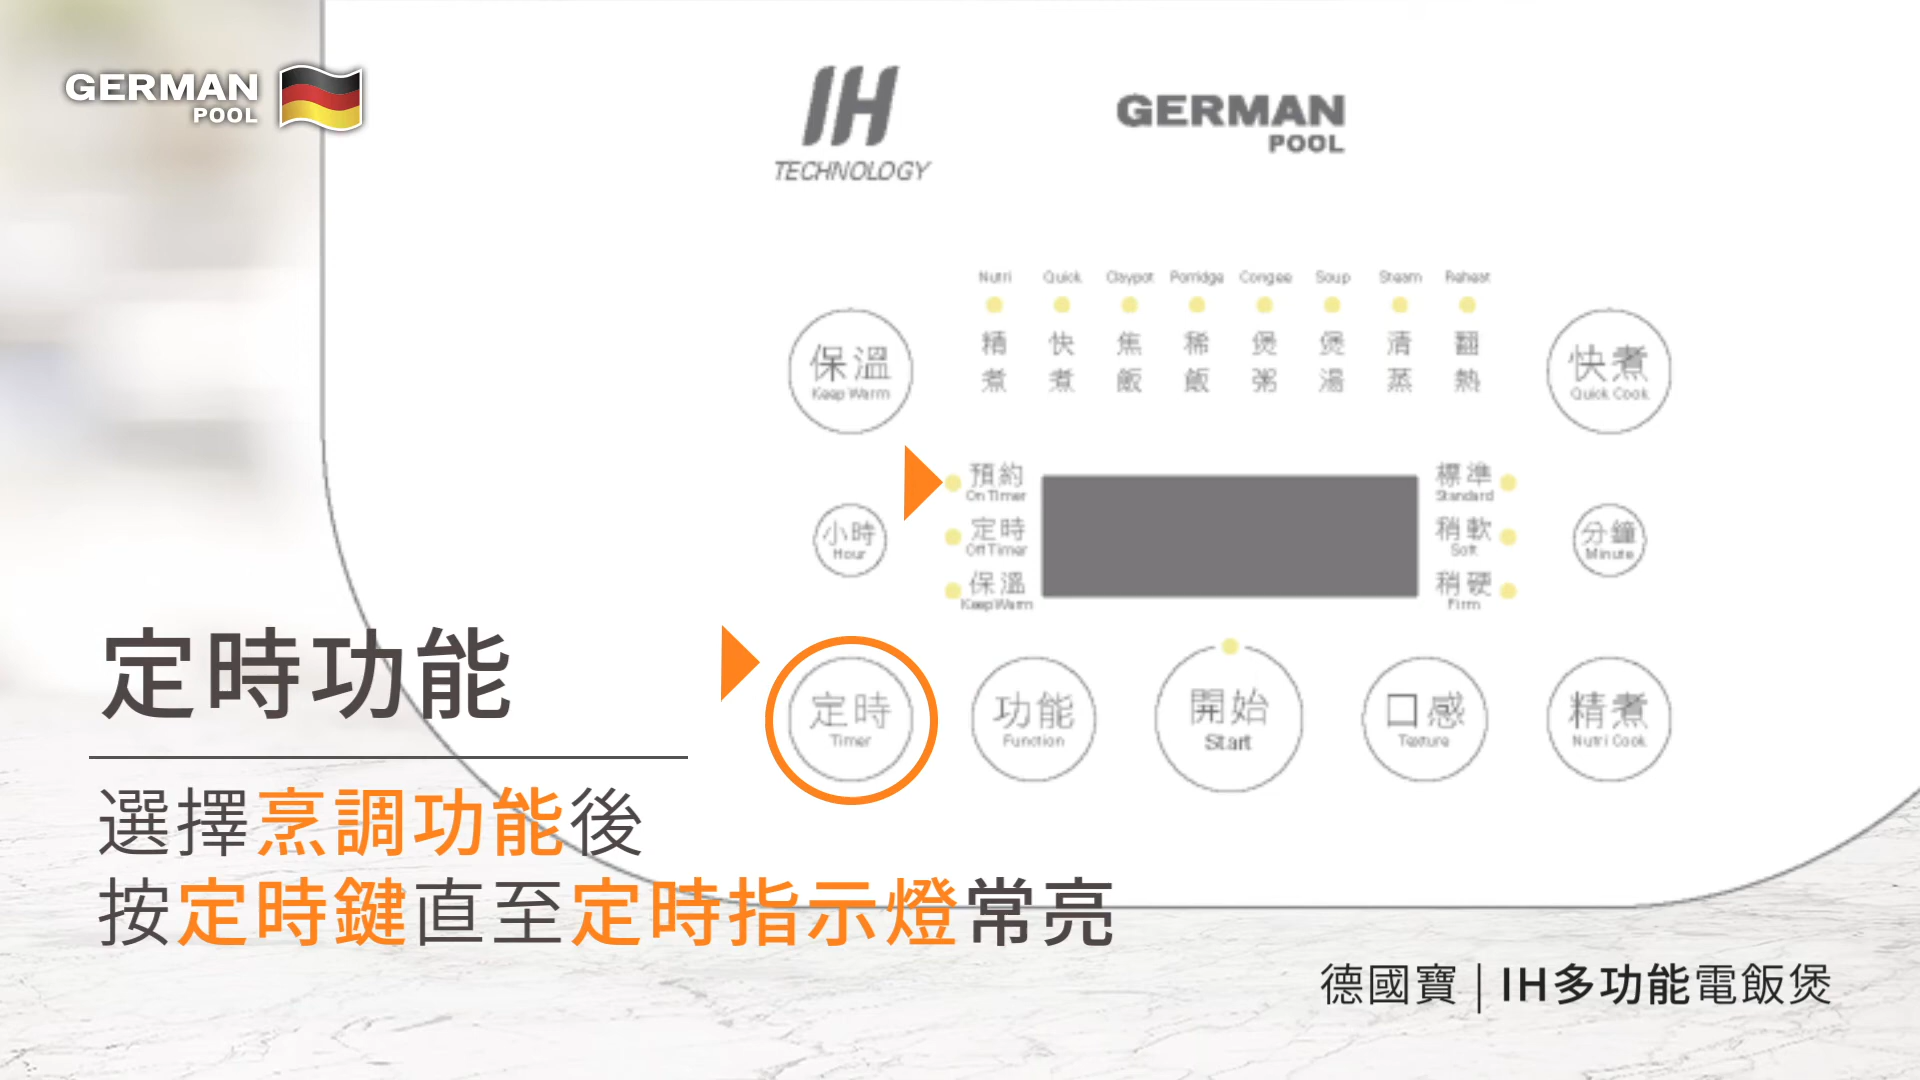 GERMAN
POOL
IH
TECHNOLOGY
GERMAN
POOL
Nutri Quick Claypot Porridge Congee Soup Steam Reheat
精煮 快煮 焦飯 稀飯 煲粥 煲湯 清蒸 翻熱
保溫
Keep Warm
快煮
Quick Cook
預約
On Timer
定時
Off Timer
保溫
Keep Warm
標準
Standard
稍軟
Soft
稍硬
Firm
小時
Hour
分鐘
Minute
定時
Timer
功能
Function
開始
Start
口感
Texture
精煮
Nutri Cook
定時功能
選擇烹調功能後
按定時鍵直至定時指示燈常亮
德國寶 | IH多功能電飯煲